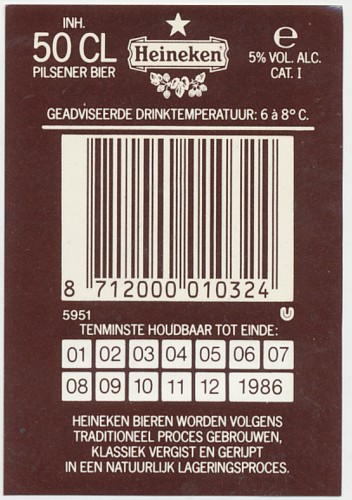 INH.
50 CL
PILSENER BIER
Heineken
e
5% VOL. ALC.
CAT. I
GEADVISEERDE DRINKTEMPERATUUR: 6 à 8° C.
8 712000 010324
5951
TENMINSTE HOUDBAAR TOT EINDE:
01 02 03 04 05 06 07
08 09 10 11 12 1986
HEINEKEN BIEREN WORDEN VOLGENS
TRADITIONEEL PROCES GEBROUWEN,
KLASSIEK VERGIST EN GERIJPT
IN EEN NATUURLIJK LAGERINGSPROCES.